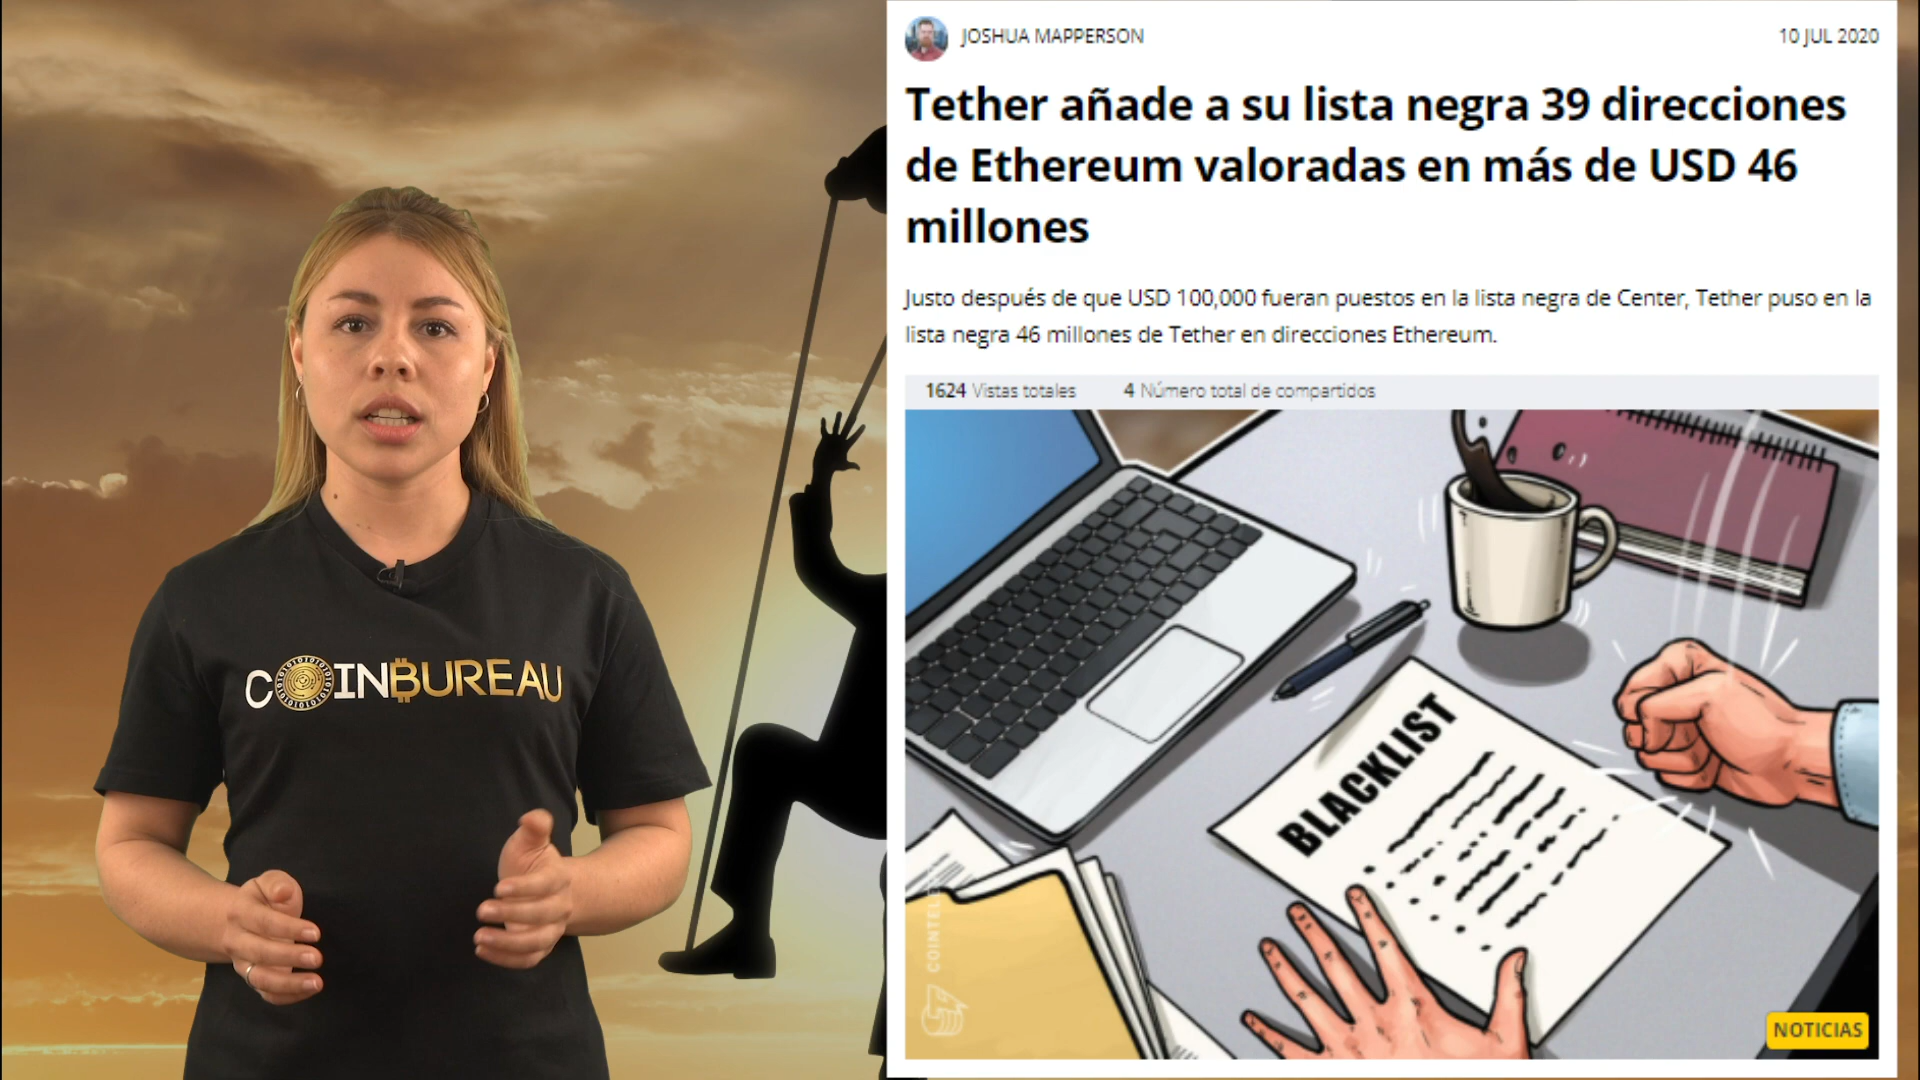 JOSHUA MAPPERSON
10 JUL 2020
Tether añade a su lista negra 39 direcciones
de Ethereum valoradas en más de USD 46
millones
Justo después de que USD 100,000 fueran puestos en la lista negra de Center, Tether puso en la
lista negra 46 millones de Tether en direcciones Ethereum.
1624 Vistas totales 4 Número total de compartidos
COINBUREAU
BLACKLIST
NOTICIAS